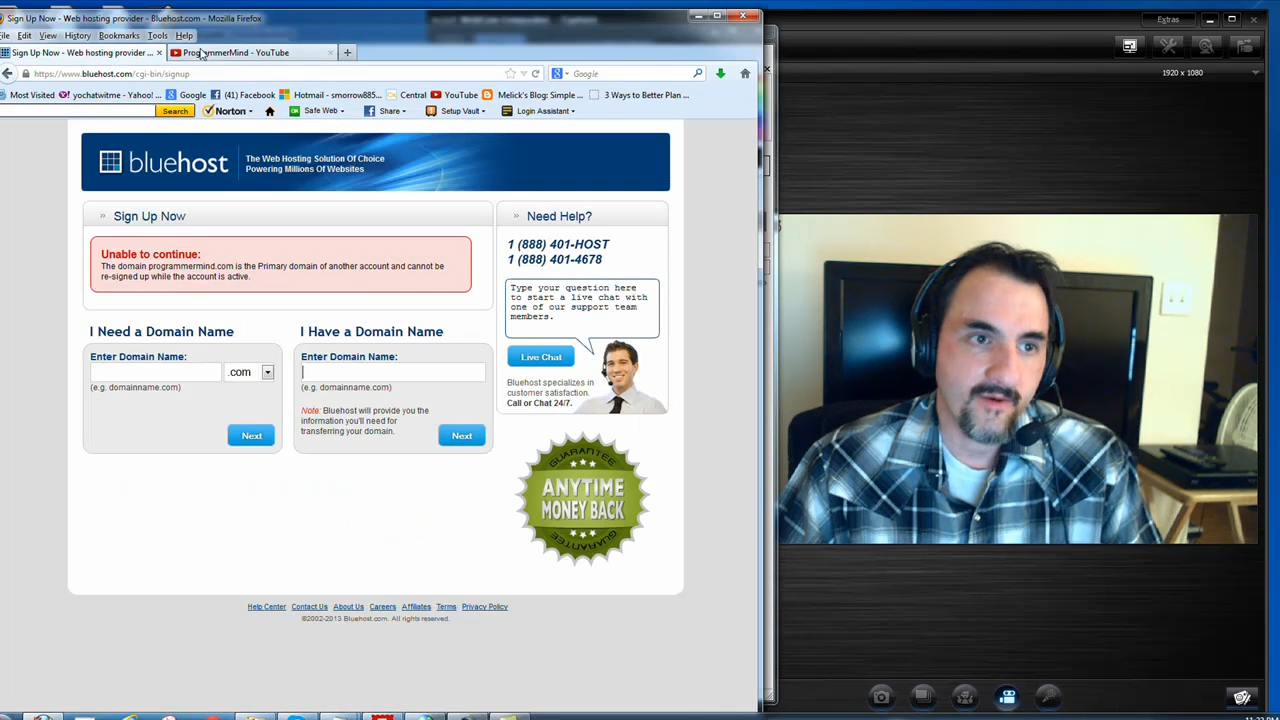 Sign Up Now - Web hosting provider - Bluehost.com - Mozilla Firefox
Extras
File Edit View History Bookmarks Tools Help
Sign Up Now - Web hosting provider ... × ProgrammerMind - YouTube × +
1920 x 1080
https://www.bluehost.com/cgi-bin/signup
Google
Most Visited yochatwitme - Yahoo! ... Google (41) Facebook Hotmail - smorrow885... Central YouTube Melick's Blog: Simple ... 3 Ways to Better Plan ...
Search Norton Safe Web Share Setup Vault Login Assistant
bluehost
The Web Hosting Solution Of Choice
Powering Millions Of Websites
Sign Up Now
Unable to continue:
The domain programmermind.com is the Primary domain of another account and cannot be
re-signed up while the account is active.
Need Help?
1 (888) 401-HOST
1 (888) 401-4678
Type your question here
to start a live chat with
one of our support team
members.
Live Chat
Bluehost specializes in
customer satisfaction.
Call or Chat 24/7.
I Need a Domain Name
Enter Domain Name:
.com
(e.g. domainname.com)
Next
I Have a Domain Name
Enter Domain Name:
(e.g. domainname.com)
Note: Bluehost will provide you the
information you'll need for
transferring your domain.
Next
GUARANTEE
ANYTIME
MONEY BACK
GUARANTEE
Help Center Contact Us About Us Careers Affiliates Terms Privacy Policy
©2002-2013 Bluehost.com. All rights reserved.